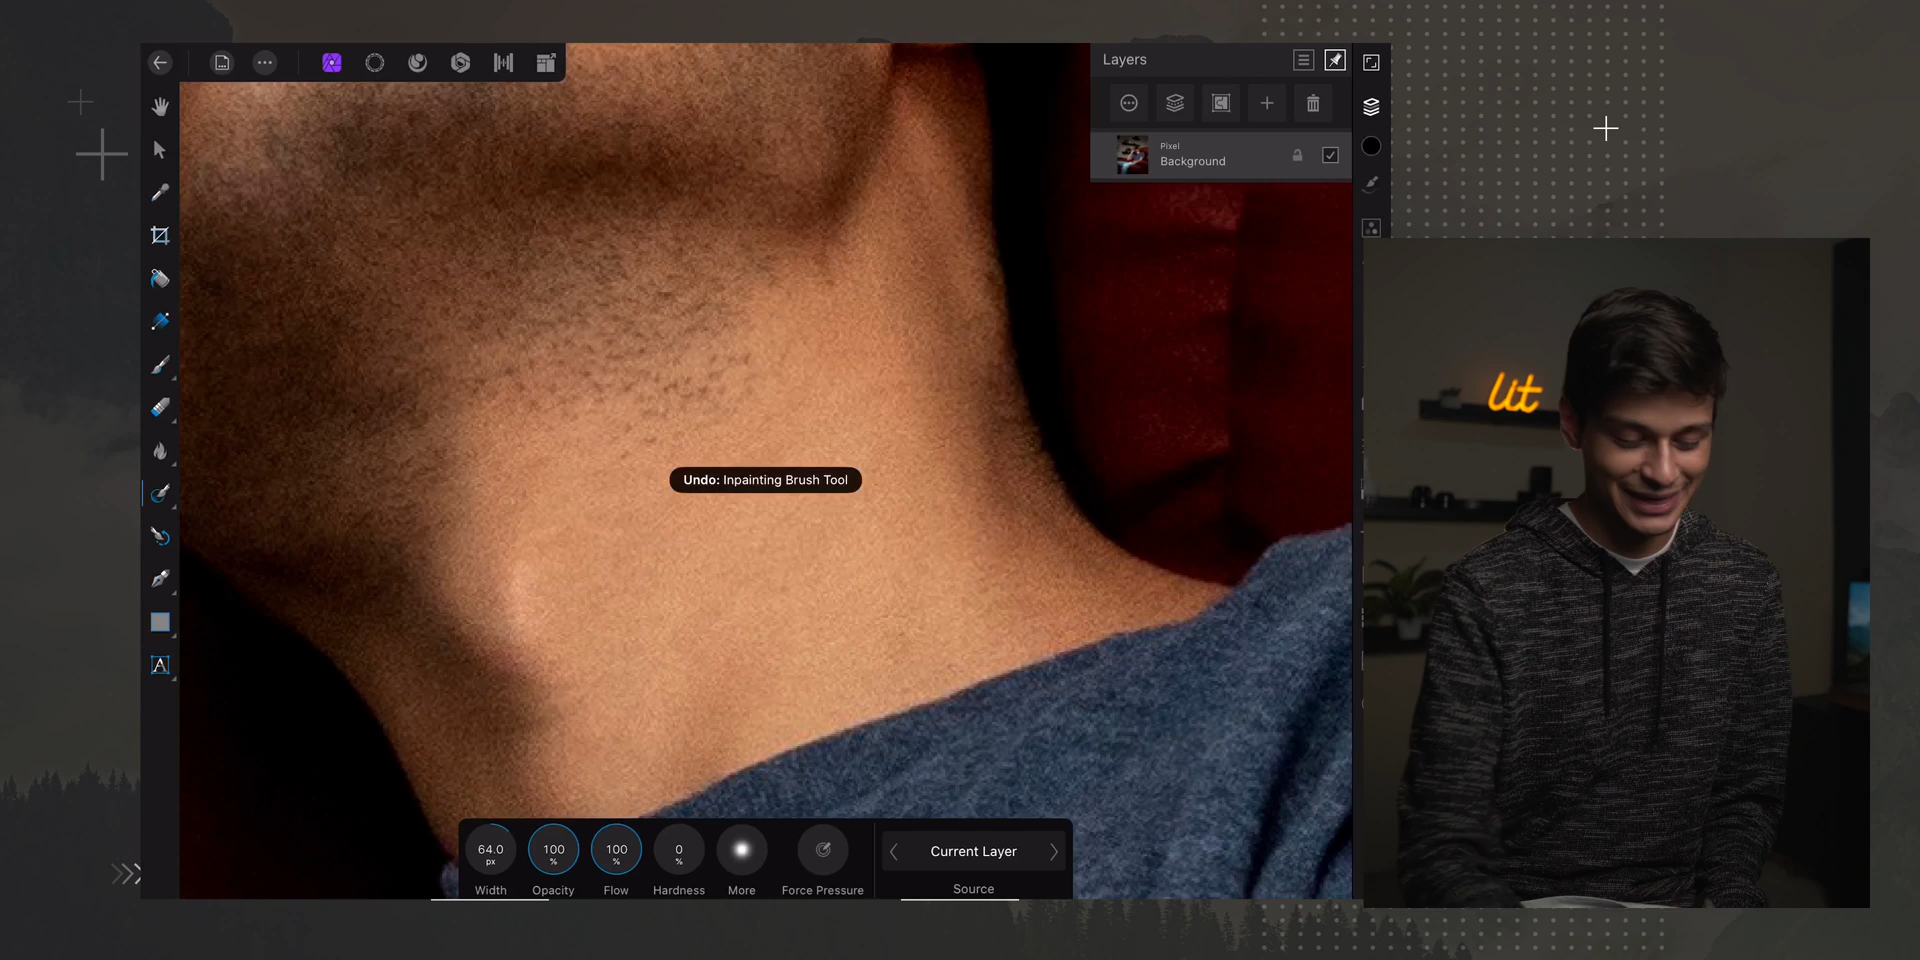 Layers
Pixel
Background
lit
Undo: Inpainting Brush Tool
64.0
px
100
%
100
%
0
%
Current Layer
Width
Opacity
Flow
Hardness
More
Force Pressure
Source
A